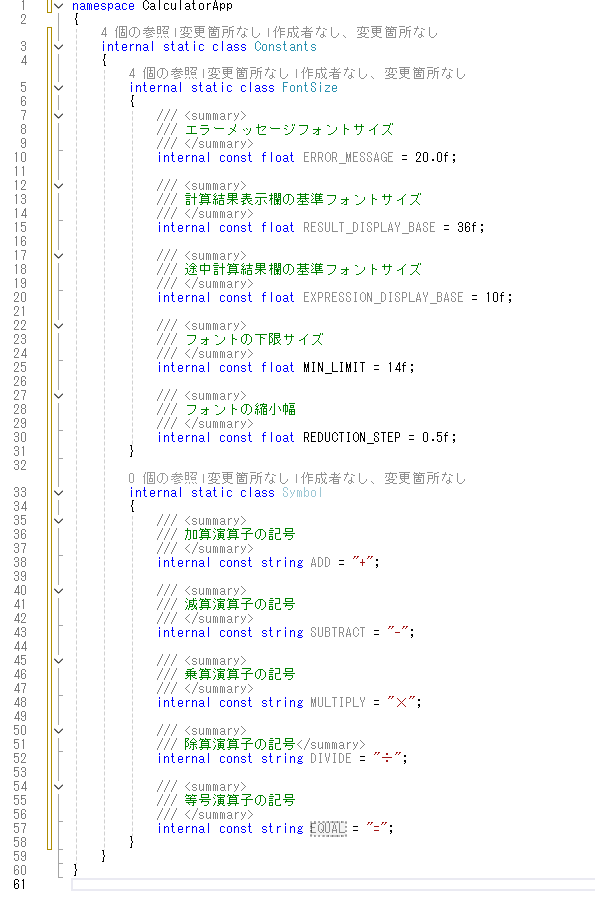 1 namespace CalculatorApp
2 {
4 個の参照 | 変更箇所なし | 作成者なし、変更箇所なし
3 internal static class Constants
4 {
4 個の参照 | 変更箇所なし | 作成者なし、変更箇所なし
5 internal static class FontSize
6 {
7 /// <summary>
8 /// エラーメッセージフォントサイズ
9 /// </summary>
10 internal const float ERROR_MESSAGE = 20.0f;
11
12 /// <summary>
13 /// 計算結果表示欄の基準フォントサイズ
14 /// </summary>
15 internal const float RESULT_DISPLAY_BASE = 36f;
16
17 /// <summary>
18 /// 途中計算結果欄の基準フォントサイズ
19 /// </summary>
20 internal const float EXPRESSION_DISPLAY_BASE = 10f;
21
22 /// <summary>
23 /// フォントの下限サイズ
24 /// </summary>
25 internal const float MIN_LIMIT = 14f;
26
27 /// <summary>
28 /// フォントの縮小幅
29 /// </summary>
30 internal const float REDUCTION_STEP = 0.5f;
31 }
32
0 個の参照 | 変更箇所なし | 作成者なし、変更箇所なし
33 internal static class Symbol
34 {
35 /// <summary>
36 /// 加算演算子の記号
37 /// </summary>
38 internal const string ADD = "+";
39
40 /// <summary>
41 /// 減算演算子の記号
42 /// </summary>
43 internal const string SUBTRACT = "-";
44
45 /// <summary>
46 /// 乗算演算子の記号
47 /// </summary>
48 internal const string MULTIPLY = "×";
49
50 /// <summary>
51 /// 除算演算子の記号</summary>
52 internal const string DIVIDE = "÷";
53
54 /// <summary>
55 /// 等号演算子の記号
56 /// </summary>
57 internal const string EQUAL = "=";
58 }
59 }
60 }
61